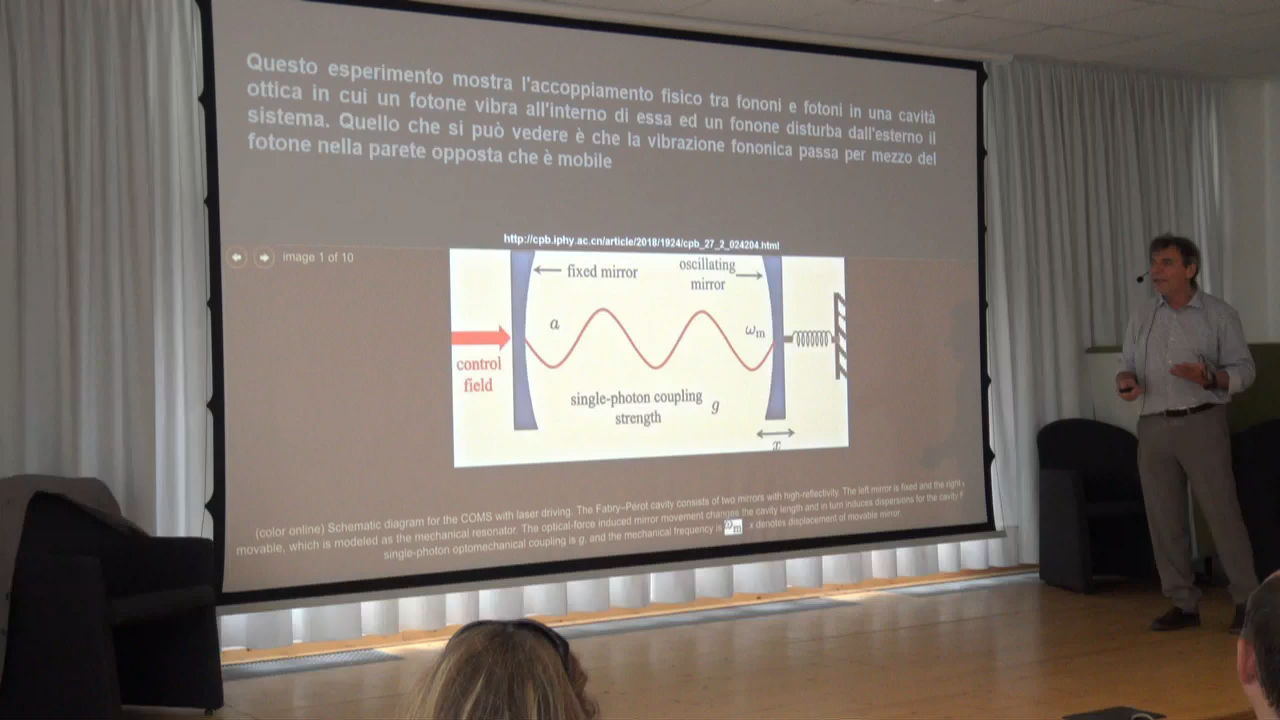 Questo esperimento mostra l'accoppiamento fisico tra fononi e fotoni in una cavità
ottica in cui un fotone vibra all'interno di essa ed un fonone disturba dall'esterno il
sistema. Quello che si può vedere è che la vibrazione fononica passa per mezzo del
fotone nella parete opposta che è mobile
http://cpb.iphy.ac.cn/article/2018/1924/cpb_27_2_024204.html
image 1 of 10
fixed mirror
oscillating
mirror
a
ωm
control
field
single-photon coupling
strength
g
x
(color online) Schematic diagram for the COMS with laser driving. The Fabry–Pérot cavity consists of two mirrors with high-reflectivity. The left mirror is fixed and the right
movable, which is modeled as the mechanical resonator. The optical-force induced mirror movement changes the cavity length and in turn induces dispersions for the cavity f
single-photon optomechanical coupling is g. and the mechanical frequency is ωm x denotes displacement of movable mirror